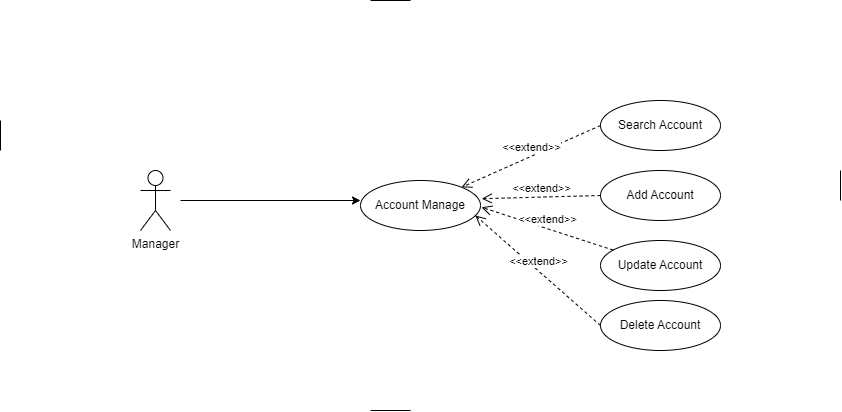 Search Account
<<extend>>
<<extend>>
Add Account
Account Manage
<<extend>>
Manager
<<extend>>
Update Account
Delete Account